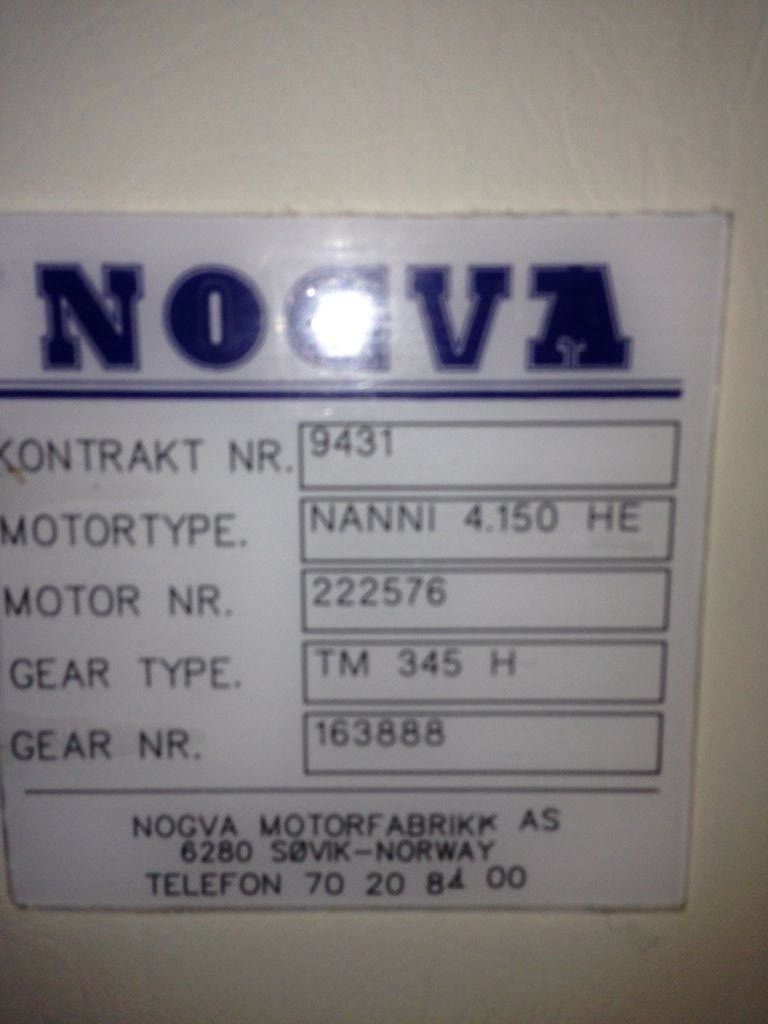 NOGVA
KONTRAKT NR. 9431
MOTORTYPE. NANNI 4.150 HE
MOTOR NR. 222576
GEAR TYPE. TM 345 H
GEAR NR. 163888
NOGVA MOTORFABRIKK AS
6280 SØVIK-NORWAY
TELEFON 70 20 84 00